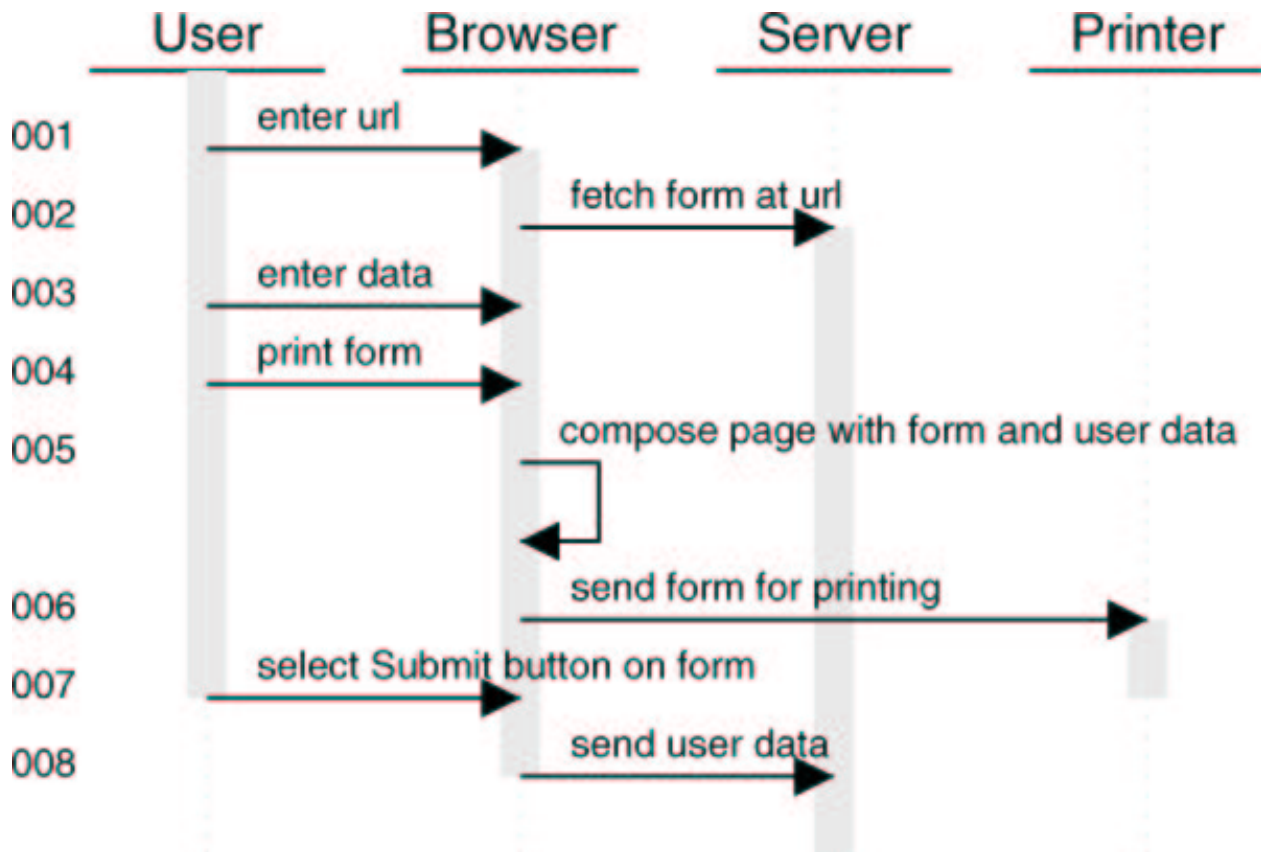 User Browser Server Printer
001 enter url
002 fetch form at url
003 enter data
004 print form
005 compose page with form and user data
006 send form for printing
007 select Submit button on form
008 send user data